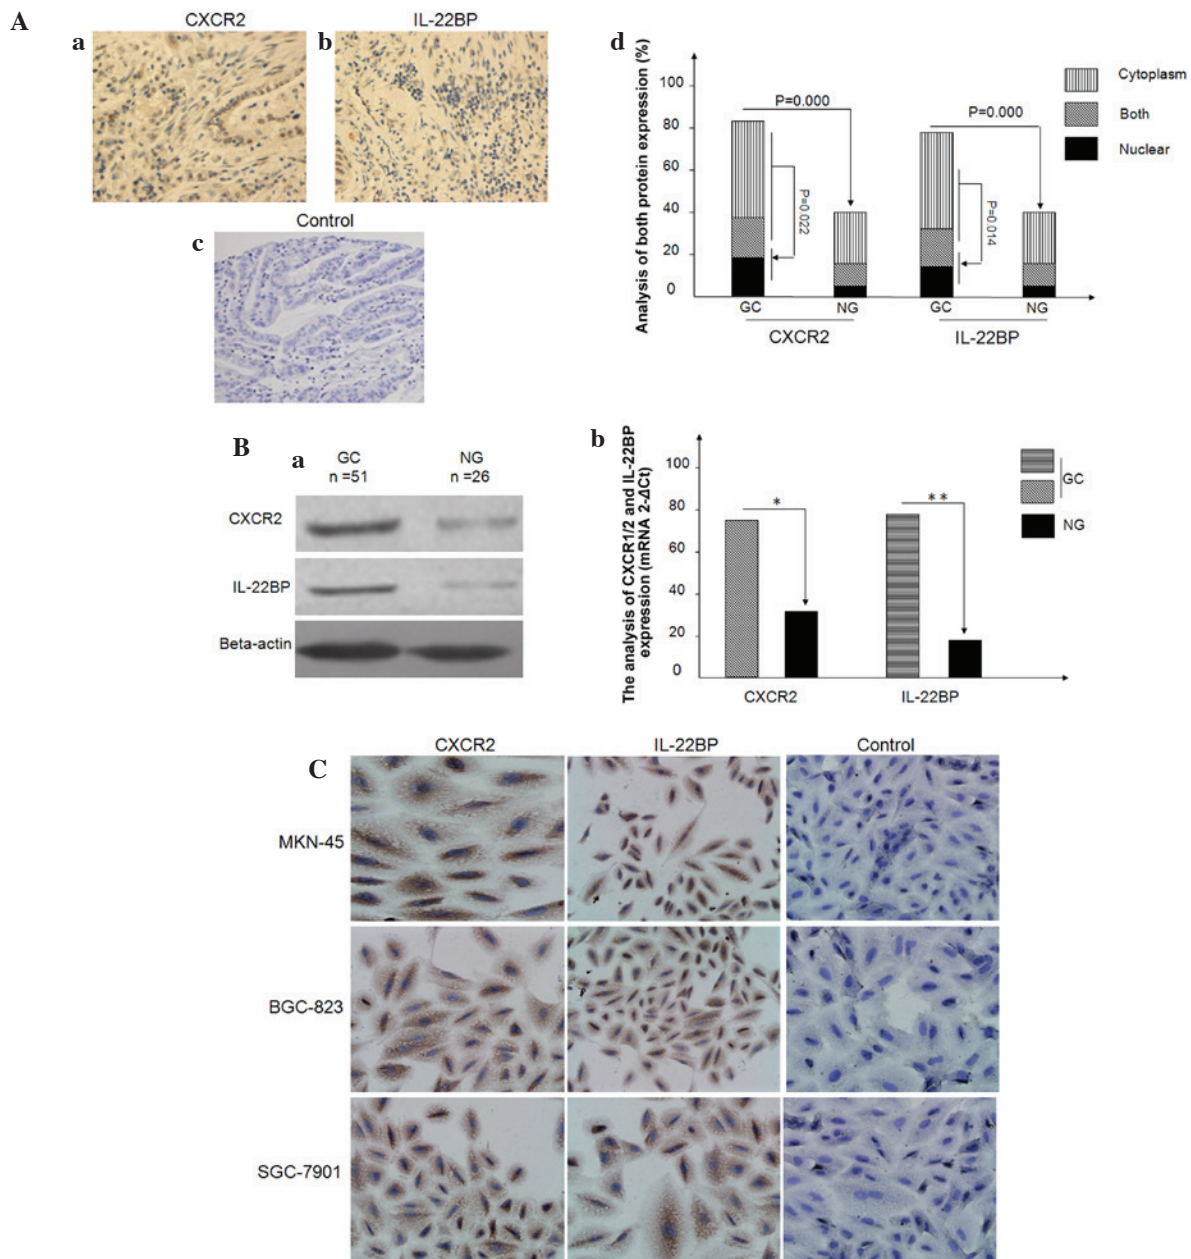 A
CXCR2
IL-22BP
a
b
Control
c
d
Analysis of both protein expression (%)
100
80
60
40
20
0
P=0.000
P=0.000
P=0.022
P=0.014
GC
NG
GC
NG
CXCR2
IL-22BP
Cytoplasm
Both
Nuclear
B
a
GC
NG
n =51
n =26
CXCR2
IL-22BP
Beta-actin
b
The analysis of CXCR1/2 and IL-22BP
expression (mRNA 2-ΔCt)
100
80
60
40
20
0
*
**
CXCR2
IL-22BP
GC
NG
C
CXCR2
IL-22BP
Control
MKN-45
BGC-823
SGC-7901